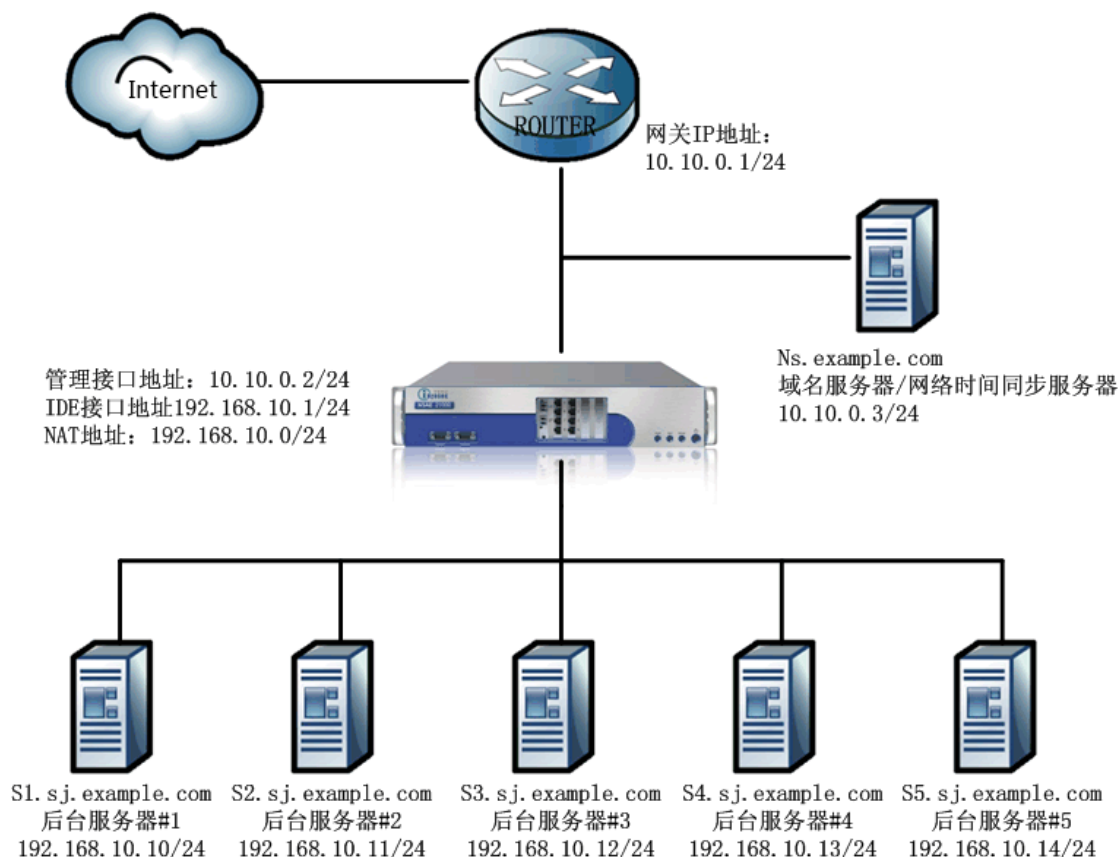 Internet
ROUTER
网关IP地址:
10.10.0.1/24
Ns.example.com
域名服务器/网络时间同步服务器
10.10.0.3/24
管理接口地址: 10.10.0.2/24
IDE接口地址192.168.10.1/24
NAT地址: 192.168.10.0/24
S1.sj.example.com
后台服务器#1
192.168.10.10/24
S2.sj.example.com
后台服务器#2
192.168.10.11/24
S3.sj.example.com
后台服务器#3
192.168.10.12/24
S4.sj.example.com
后台服务器#4
192.168.10.13/24
S5.sj.example.com
后台服务器#5
192.168.10.14/24